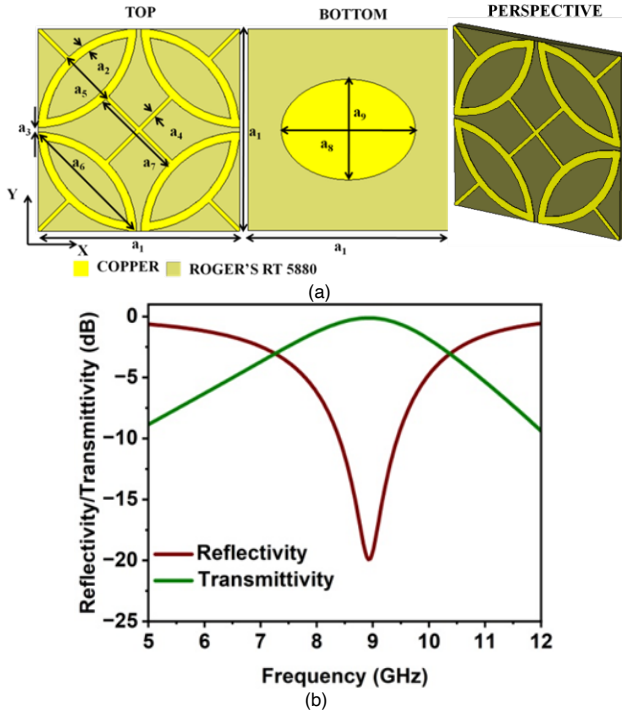 TOP
BOTTOM
PERSPECTIVE
a2
a5
a4
a3
a6
a7
a1
a9
a8
Y
X
a1
a1
COPPER
ROGER'S RT 5880
(a)
Reflectivity/Transmittivity (dB)
0
−5
−10
−15
−20
−25
Reflectivity
Transmittivity
5 6 7 8 9 10 11 12
Frequency (GHz)
(b)